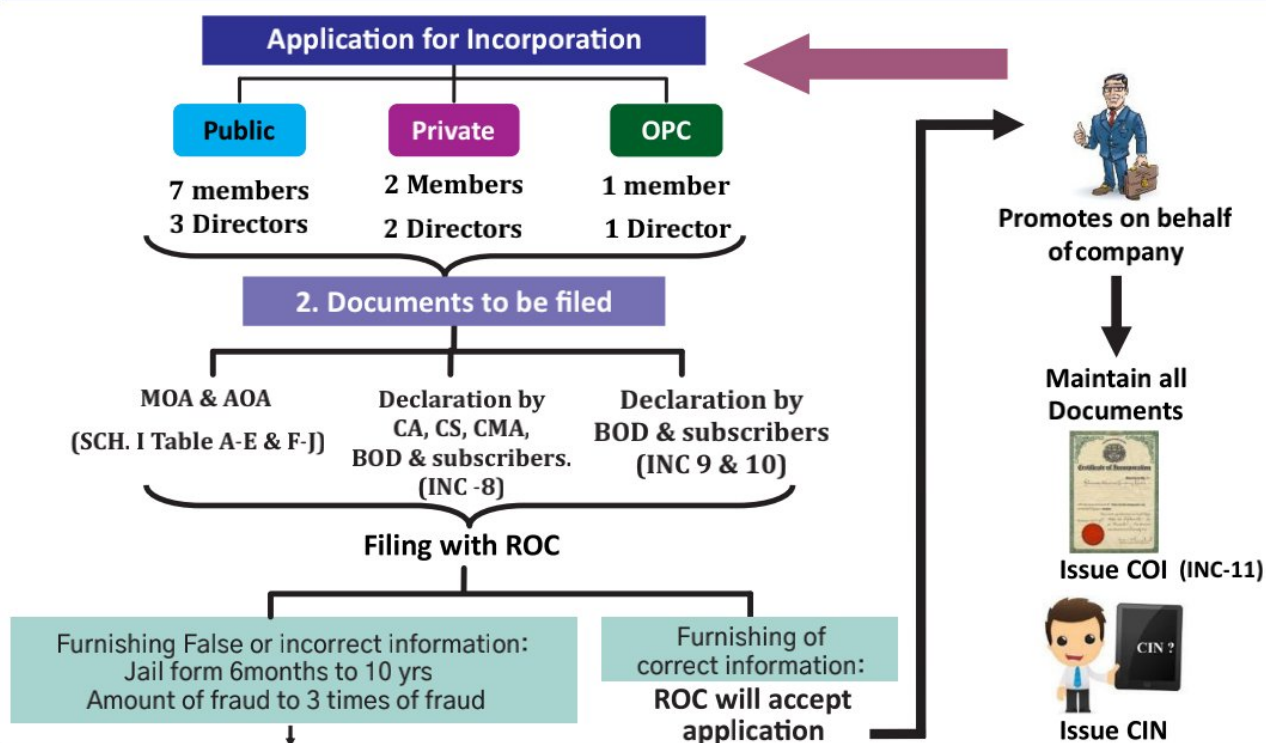 Application for Incorporation
Public
Private
OPC
7 members
3 Directors
2 Members
2 Directors
1 member
1 Director
2. Documents to be filed
MOA & AOA
(SCH. I Table A-E & F-J)
Declaration by
CA, CS, CMA,
BOD & subscribers.
(INC -8)
Declaration by
BOD & subscribers
(INC 9 & 10)
Filing with ROC
Furnishing False or incorrect information:
Jail form 6months to 10 yrs
Amount of fraud to 3 times of fraud
Furnishing of
correct information:
ROC will accept
application
Promotes on behalf
of company
Maintain all
Documents
Certificate of Incorporation
Issue COI (INC-11)
CIN ?
Issue CIN